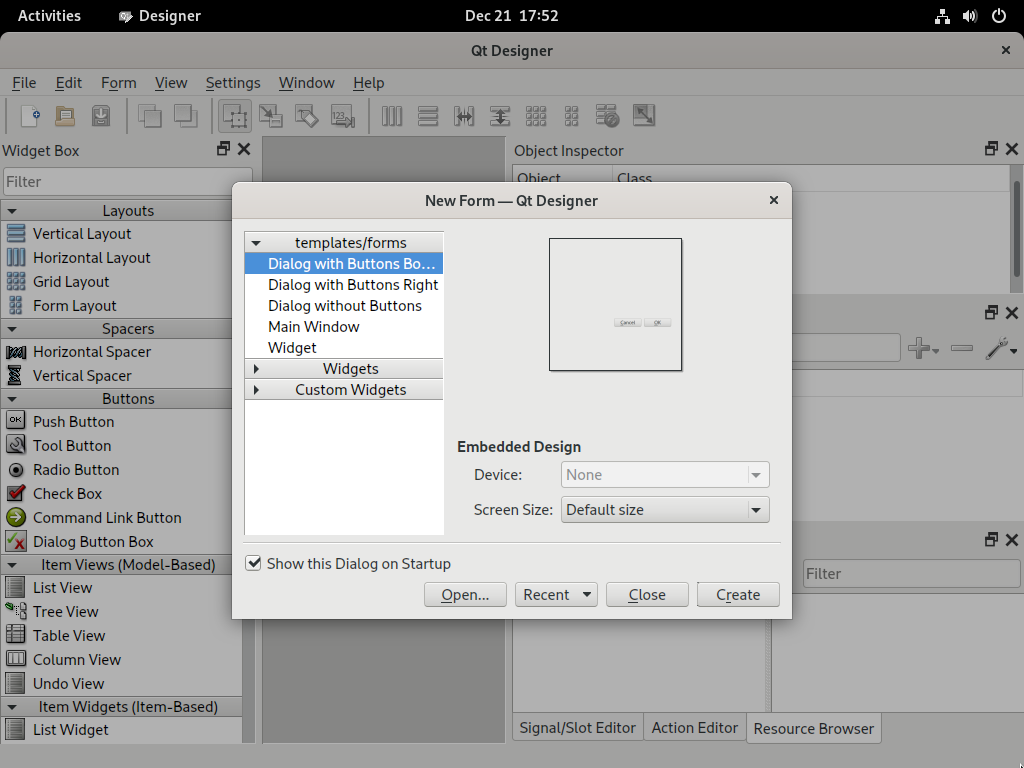 Activities Designer Dec 21 17:52
Qt Designer
File Edit Form View Settings Window Help
Widget Box
Filter
Layouts
Vertical Layout
Horizontal Layout
Grid Layout
Form Layout
Spacers
Horizontal Spacer
Vertical Spacer
Buttons
OK
Push Button
Tool Button
Radio Button
Check Box
Command Link Button
Dialog Button Box
Item Views (Model-Based)
List View
Tree View
Table View
Column View
Undo View
Item Widgets (Item-Based)
List Widget
123
Object Inspector
Object Class
New Form — Qt Designer
templates/forms
Dialog with Buttons Bo...
Dialog with Buttons Right
Dialog without Buttons
Main Window
Widget
Widgets
Custom Widgets
Cancel OK
Embedded Design
Device: None
Screen Size: Default size
Show this Dialog on Startup
Open... Recent Close Create
Filter
Signal/Slot Editor Action Editor Resource Browser